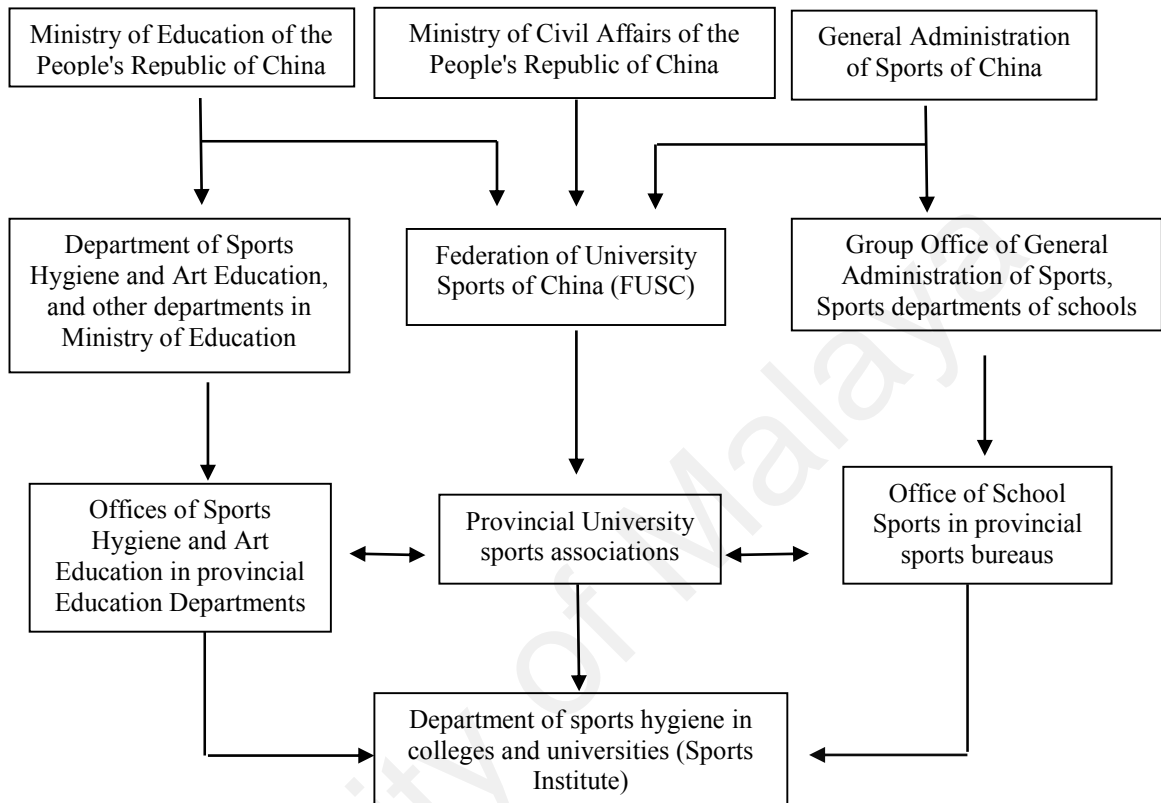 Ministry of Education of the
People's Republic of China
Ministry of Civil Affairs of the
People's Republic of China
General Administration
of Sports of China
Department of Sports
Hygiene and Art Education,
and other departments in
Ministry of Education
Federation of University
Sports of China (FUSC)
Group Office of General
Administration of Sports,
Sports departments of schools
Offices of Sports
Hygiene and Art
Education in provincial
Education Departments
Provincial University
sports associations
Office of School
Sports in provincial
sports bureaus
Department of sports hygiene in
colleges and universities (Sports
Institute)
ity of Malaya